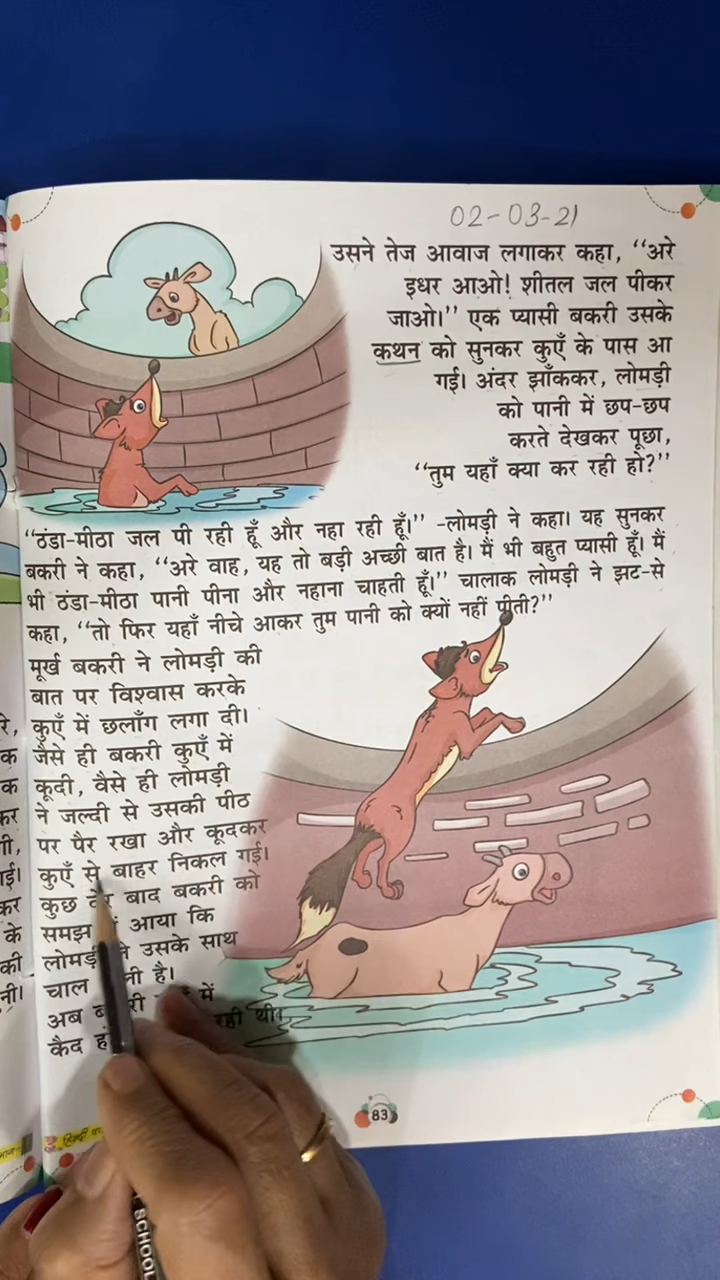 02-03-21
उसने तेज आवाज लगाकर कहा, ‘‘अरे
इधर आओ! शीतल जल पीकर
जाओ।’’ एक प्यासी बकरी उसके
कथन को सुनकर कुएँ के पास आ
गई। अंदर झाँककर, लोमड़ी
को पानी में छप-छप
करते देखकर पूछा,
‘‘तुम यहाँ क्या कर रही हो?’’
‘‘ठंडा-मीठा जल पी रही हूँ और नहा रही हूँ।’’ -लोमड़ी ने कहा। यह सुनकर
बकरी ने कहा, ‘‘अरे वाह, यह तो बड़ी अच्छी बात है। मैं भी बहुत प्यासी हूँ। मैं
भी ठंडा-मीठा पानी पीना और नहाना चाहती हूँ।’’ चालाक लोमड़ी ने झट-से
कहा, ‘‘तो फिर यहाँ नीचे आकर तुम पानी को क्यों नहीं पीती?’’
मूर्ख बकरी ने लोमड़ी की
बात पर विश्वास करके
कुएँ में छलाँग लगा दी।
जैसे ही बकरी कुएँ में
कूदी, वैसे ही लोमड़ी
ने जल्दी से उसकी पीठ
पर पैर रखा और कूदकर
कुएँ से बाहर निकल गई।
कुछ देर बाद बकरी को
समझ आया कि
लोमड़ी ने उसके साथ
चाल है।
अब में
कैद रही थी।
83
SCHOOL